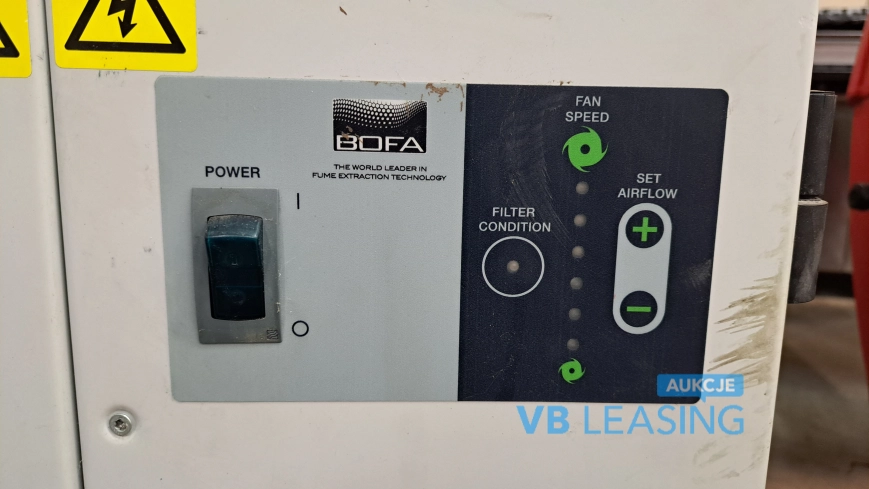 BOFA
THE WORLD LEADER IN
FUME EXTRACTION TECHNOLOGY
POWER
I
O
FAN
SPEED
SET
AIRFLOW
+
−
FILTER
CONDITION
AUKCJE
VB LEASING